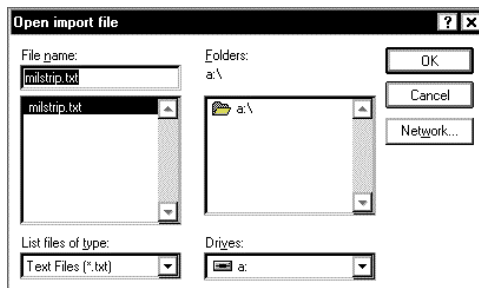 Open import file
File name:
milstrip.txt
milstrip.txt
List files of type:
Text Files (*.txt)
Folders:
a:\
a:\
Drives:
a:
OK
Cancel
Network...